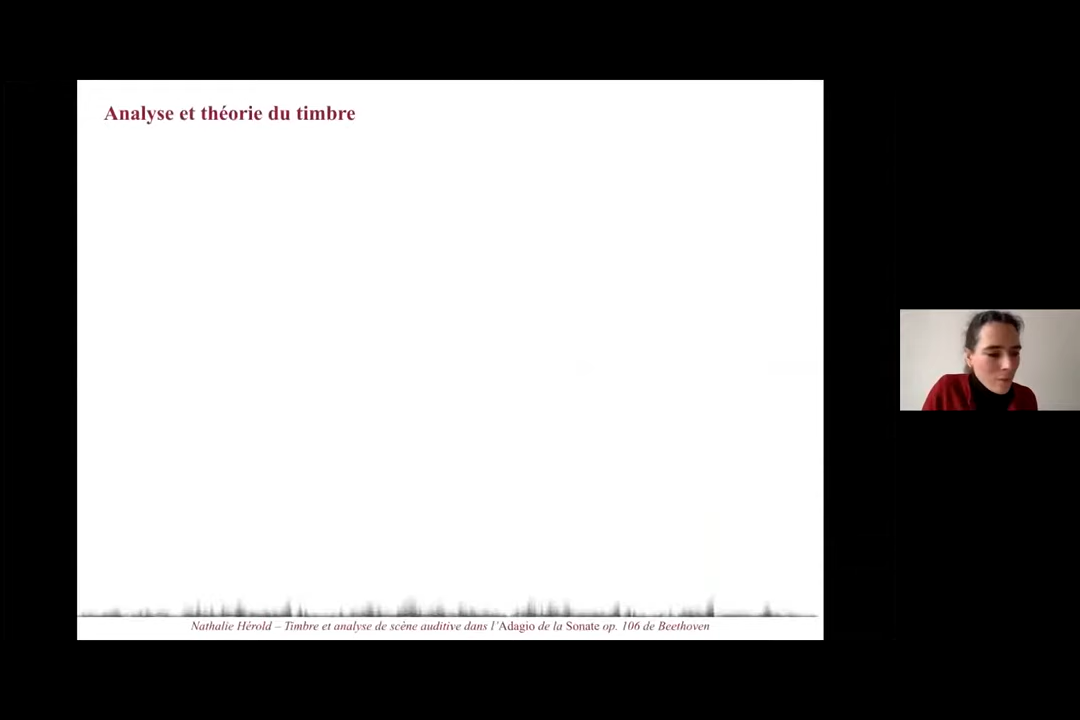 Analyse et théorie du timbre
Nathalie Hérold – Timbre et analyse de scène auditive dans l'Adagio de la Sonate op. 106 de Beethoven